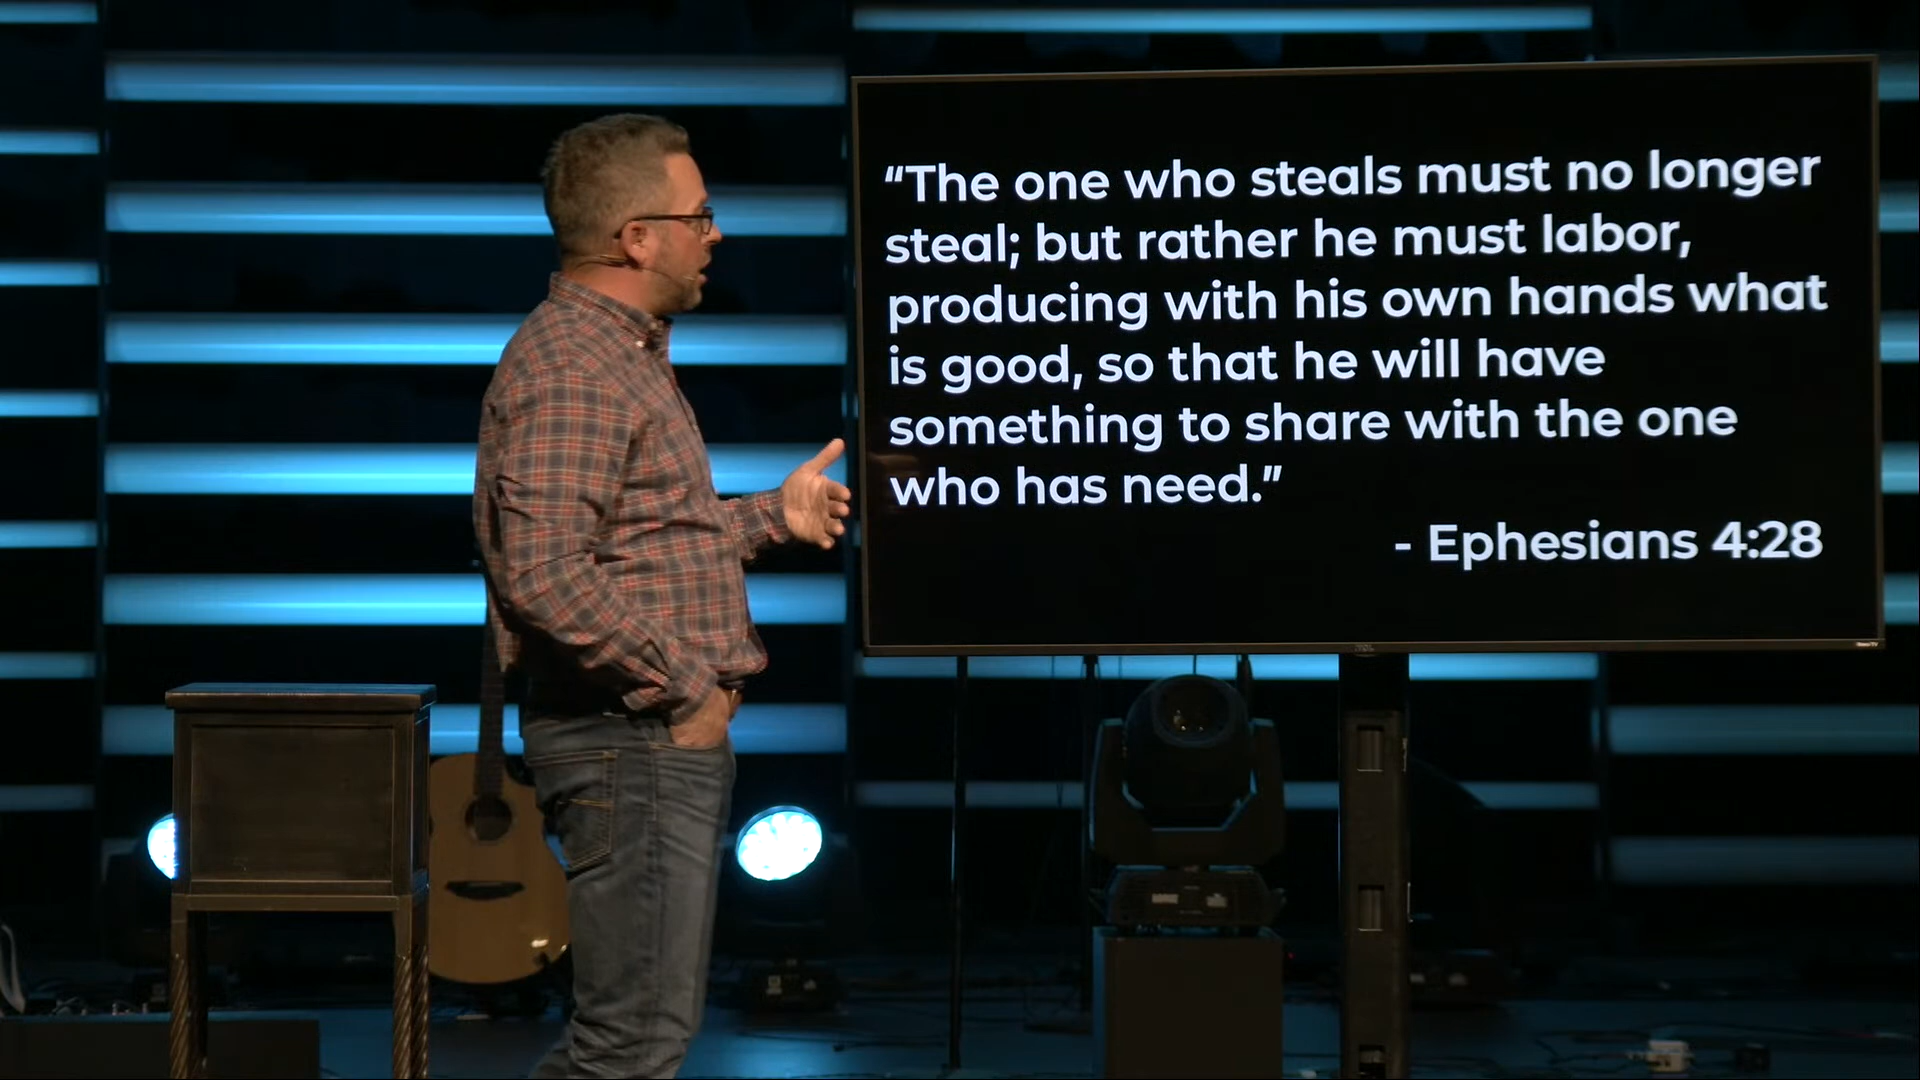 “The one who steals must no longer
steal; but rather he must labor,
producing with his own hands what
is good, so that he will have
something to share with the one
who has need.”
- Ephesians 4:28